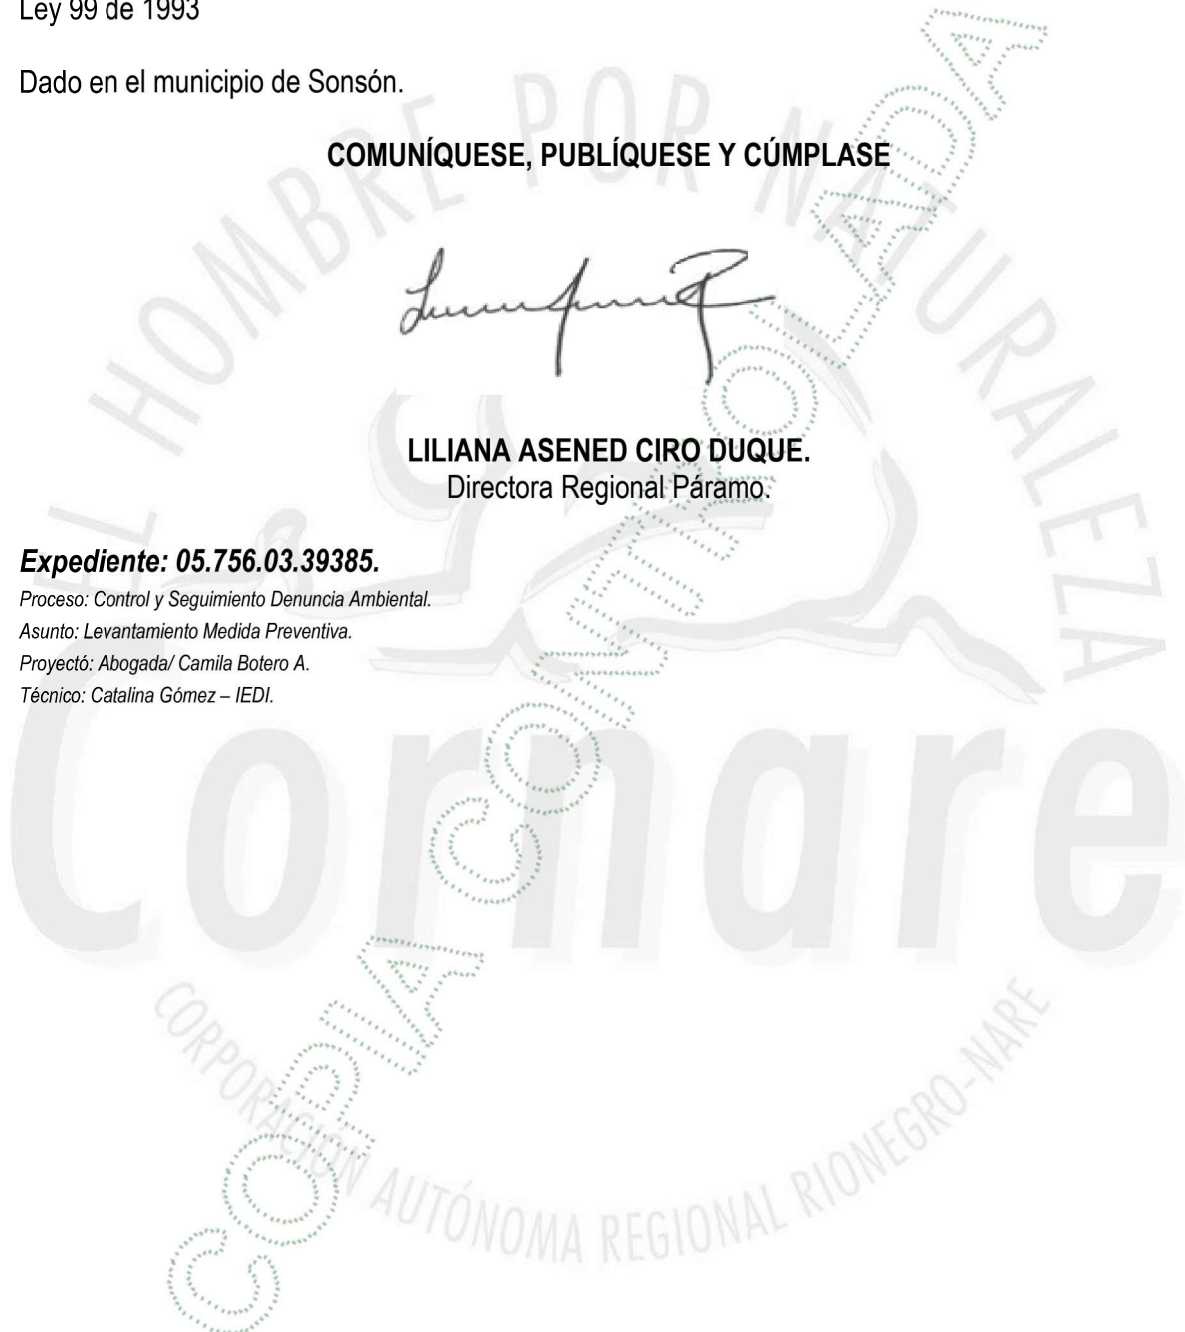 Ley 99 de 1993
Dado en el municipio de Sonsón.
COMUNÍQUESE, PUBLÍQUESE Y CÚMPLASE
LILIANA ASENED CIRO DUQUE.
Directora Regional Páramo.
Expediente: 05.756.03.39385.
Proceso: Control y Seguimiento Denuncia Ambiental.
Asunto: Levantamiento Medida Preventiva.
Proyectó: Abogada/ Camila Botero A.
Técnico: Catalina Gómez – IEDI.
EL HOMBRE POR NATURALEZA
Cornare
CORPORACIÓN AUTÓNOMA REGIONAL RIONEGRO-NARE
COPIA CONTROLADA